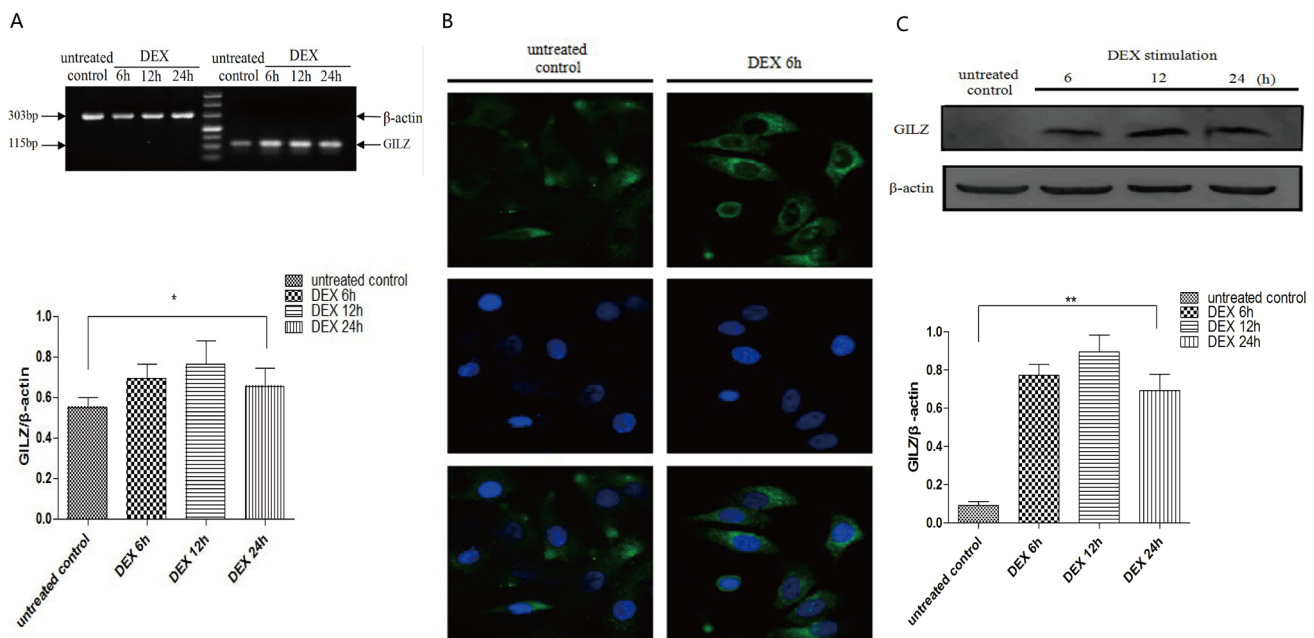 A
untreated control
DEX
6h 12h 24h
untreated control
DEX
6h 12h 24h
303bp
β-actin
115bp
GILZ
untreated control
DEX 6h
DEX 12h
DEX 24h
*
GILZ/β-actin
1.0
0.8
0.6
0.4
0.2
0.0
untreated control
DEX 6h
DEX 12h
DEX 24h
B
untreated
control
DEX 6h
C
DEX stimulation
untreated
control
6 12 24 (h)
GILZ
β-actin
untreated control
DEX 6h
DEX 12h
DEX 24h
**
GILZ/β-actin
1.0
0.8
0.6
0.4
0.2
0.0
untreated control
DEX 6h
DEX 12h
DEX 24h